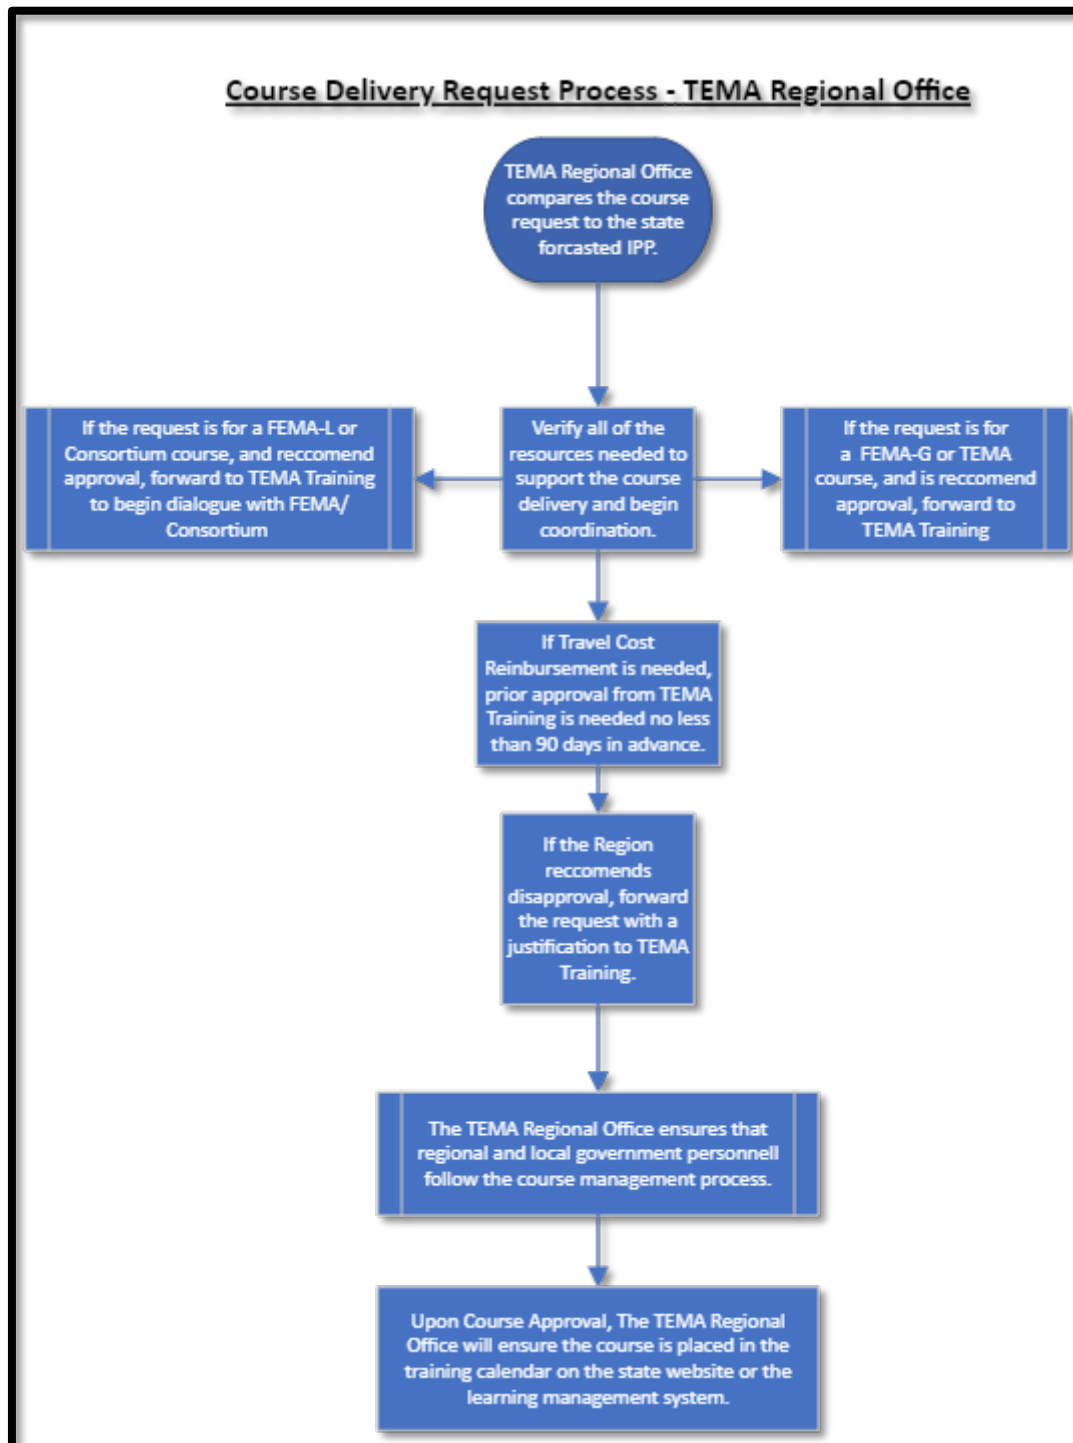 Course Delivery Request Process - TEMA Regional Office
TEMA Regional Office
compares the course
request to the state
forcasted IPP.
If the request is for a FEMA-L or
Consortium course, and reccomend
approval, forward to TEMA Training
to begin dialogue with FEMA/
Consortium
Verify all of the
resources needed to
support the course
delivery and begin
coordination.
If the request is for
a FEMA-G or TEMA
course, and is reccomend
approval, forward to
TEMA Training
If Travel Cost
Reinbursement is needed,
prior approval from TEMA
Training is needed no less
than 90 days in advance.
If the Region
reccomends
disapproval, forward
the request with a
justification to TEMA
Training.
The TEMA Regional Office ensures that
regional and local government personnell
follow the course management process.
Upon Course Approval, The TEMA Regional
Office will ensure the course is placed in the
training calendar on the state website or the
learning management system.